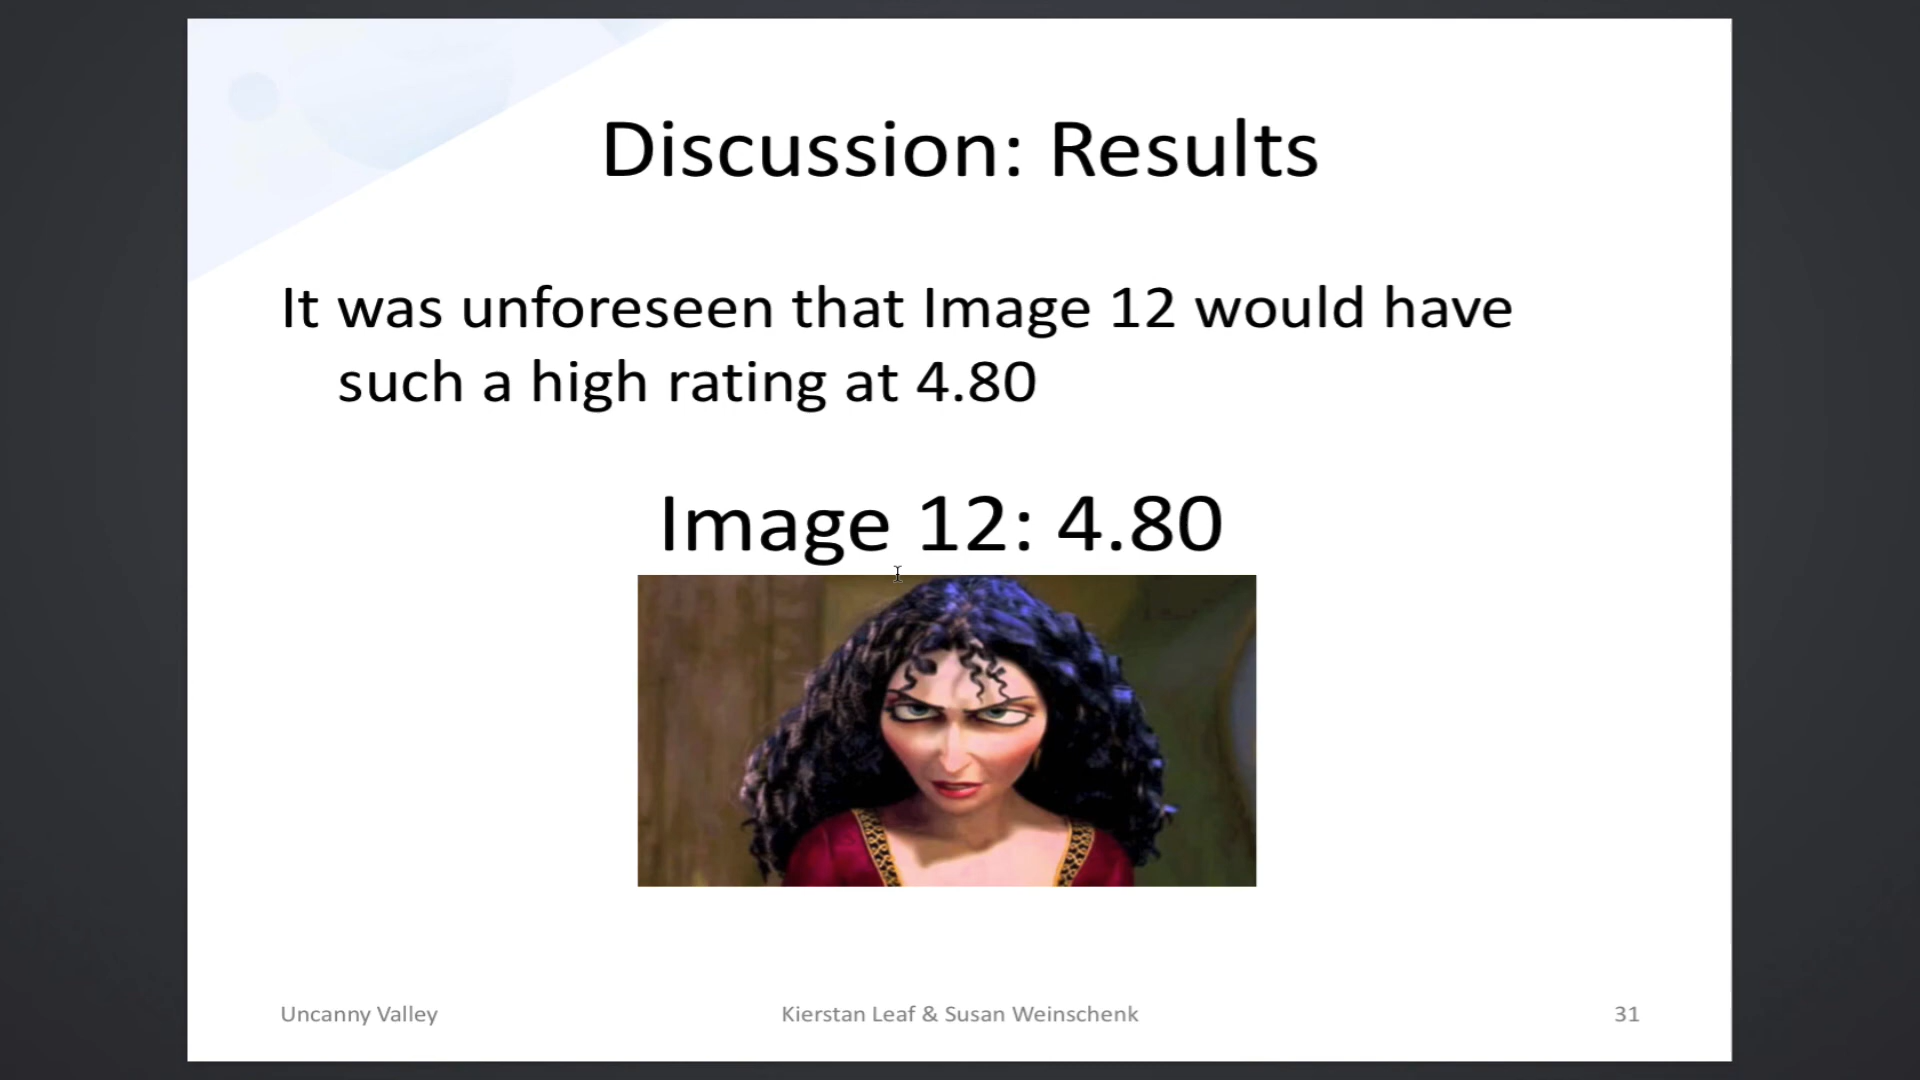 Discussion: Results
It was unforeseen that Image 12 would have
such a high rating at 4.80
Image 12: 4.80
Uncanny Valley
Kierstan Leaf & Susan Weinschenk
31